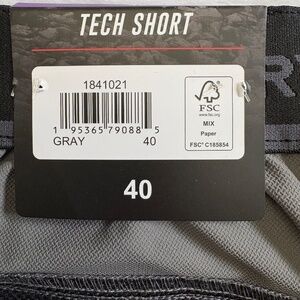 TECH SHORT
1841021
1 95365 79088 5
GRAY 40
FSC
www.fsc.org
MIX
Paper
FSC® C185854
40